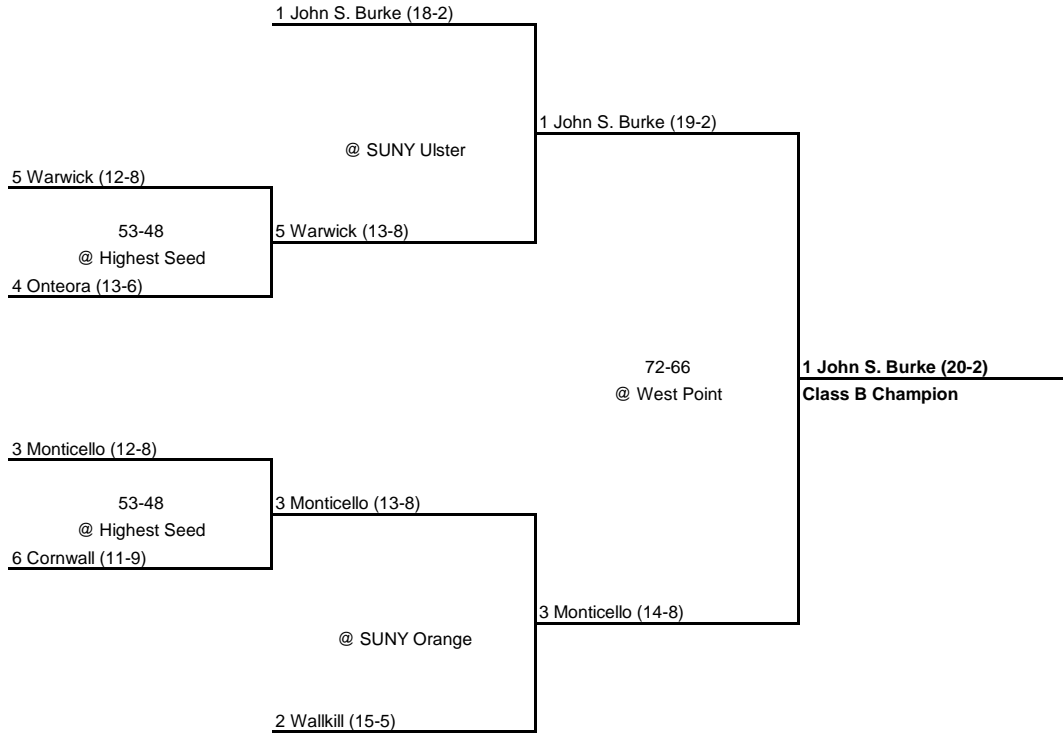 1 John S. Burke (18-2)
1 John S. Burke (19-2)
@ SUNY Ulster
5 Warwick (12-8)
53-48
5 Warwick (13-8)
@ Highest Seed
4 Onteora (13-6)
72-66
1 John S. Burke (20-2)
@ West Point
Class B Champion
3 Monticello (12-8)
53-48
3 Monticello (13-8)
@ Highest Seed
6 Cornwall (11-9)
3 Monticello (14-8)
@ SUNY Orange
2 Wallkill (15-5)